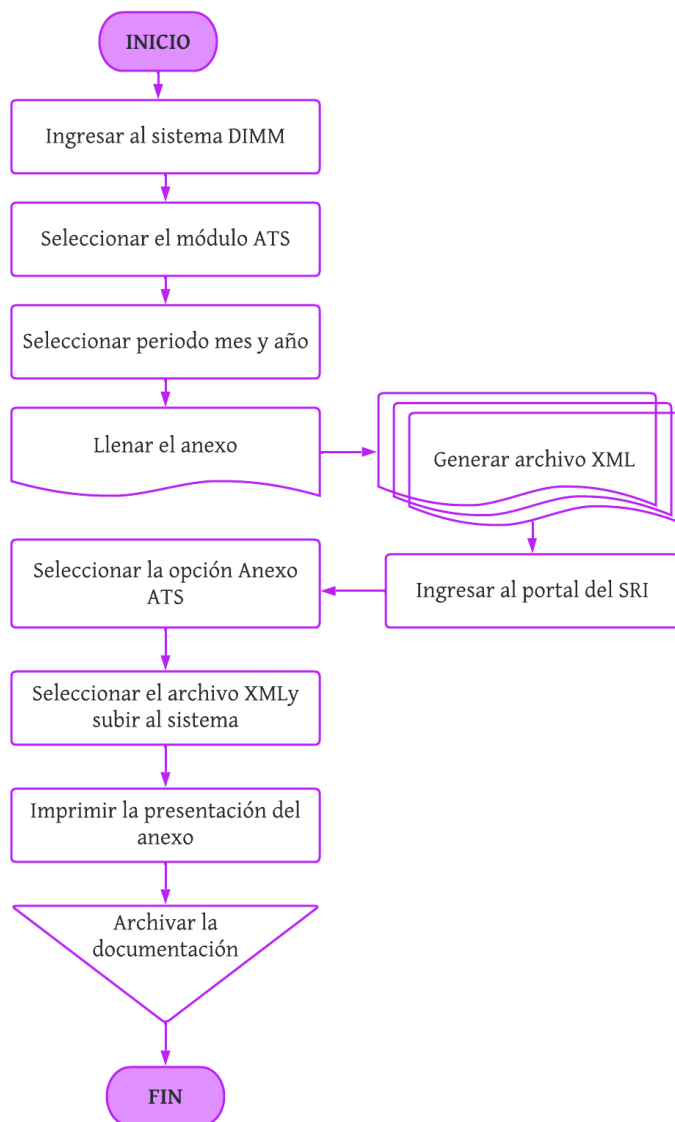 INICIO
Ingresar al sistema DIMM
Seleccionar el módulo ATS
Seleccionar periodo mes y año
Llenar el anexo
Generar archivo XML
Ingresar al portal del SRI
Seleccionar la opción Anexo
ATS
Seleccionar el archivo XMLy
subir al sistema
Imprimir la presentación del
anexo
Archivar la
documentación
FIN